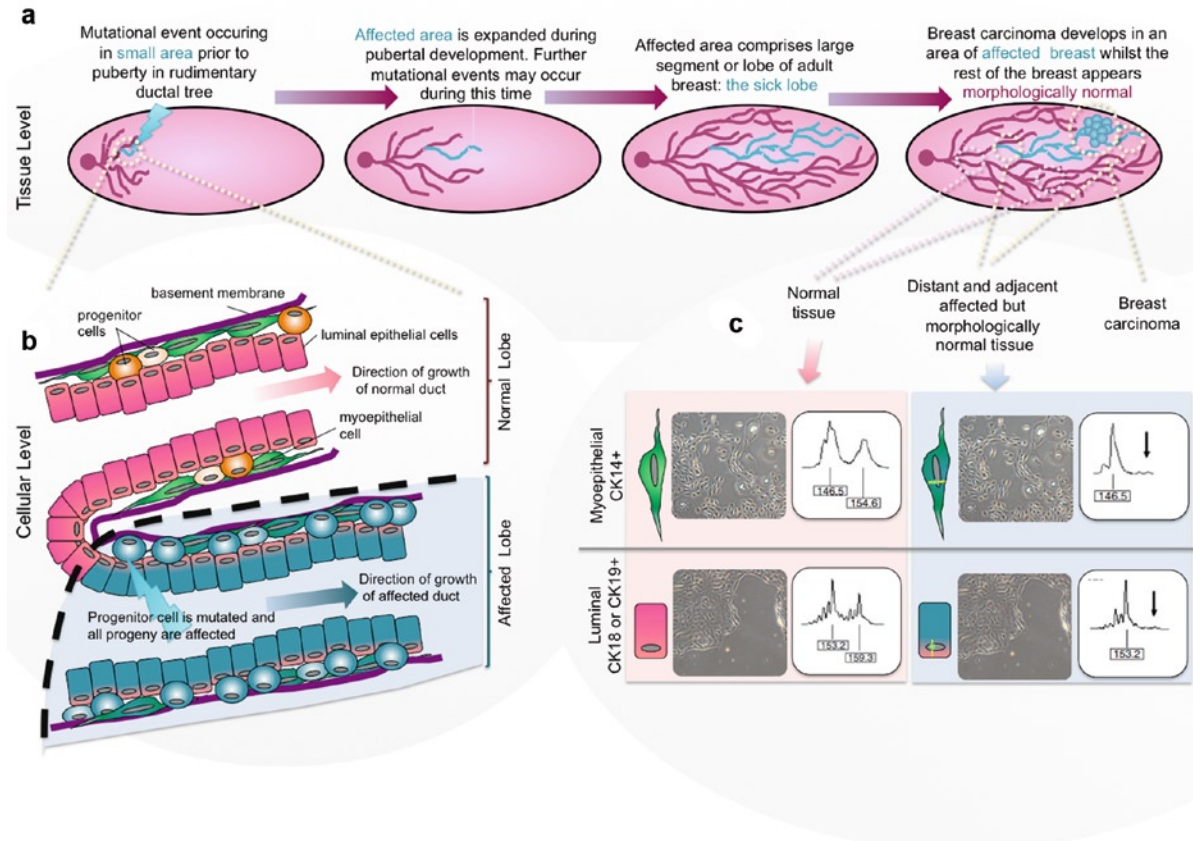 a
Tissue Level
Mutational event occuring
in small area prior to
puberty in rudimentary
ductal tree
Affected area is expanded during
pubertal development. Further
mutational events may occur
during this time
Affected area comprises large
segment or lobe of adult
breast: the sick lobe
Breast carcinoma develops in an
area of affected breast whilst the
rest of the breast appears
morphologically normal
b
Cellular Level
basement membrane
progenitor
cells
luminal epithelial cells
Direction of growth
of normal duct
myoepithelial
cell
Normal Lobe
Direction of growth
of affected duct
Progenitor cell is mutated and
all progeny are affected
Affected Lobe
Normal
tissue
Distant and adjacent
affected but
morphologically
normal tissue
Breast
carcinoma
c
Myoepithelial
CK14+
146.5
154.6
146.5
Luminal
CK18 or CK19+
153.2
159.3
153.2